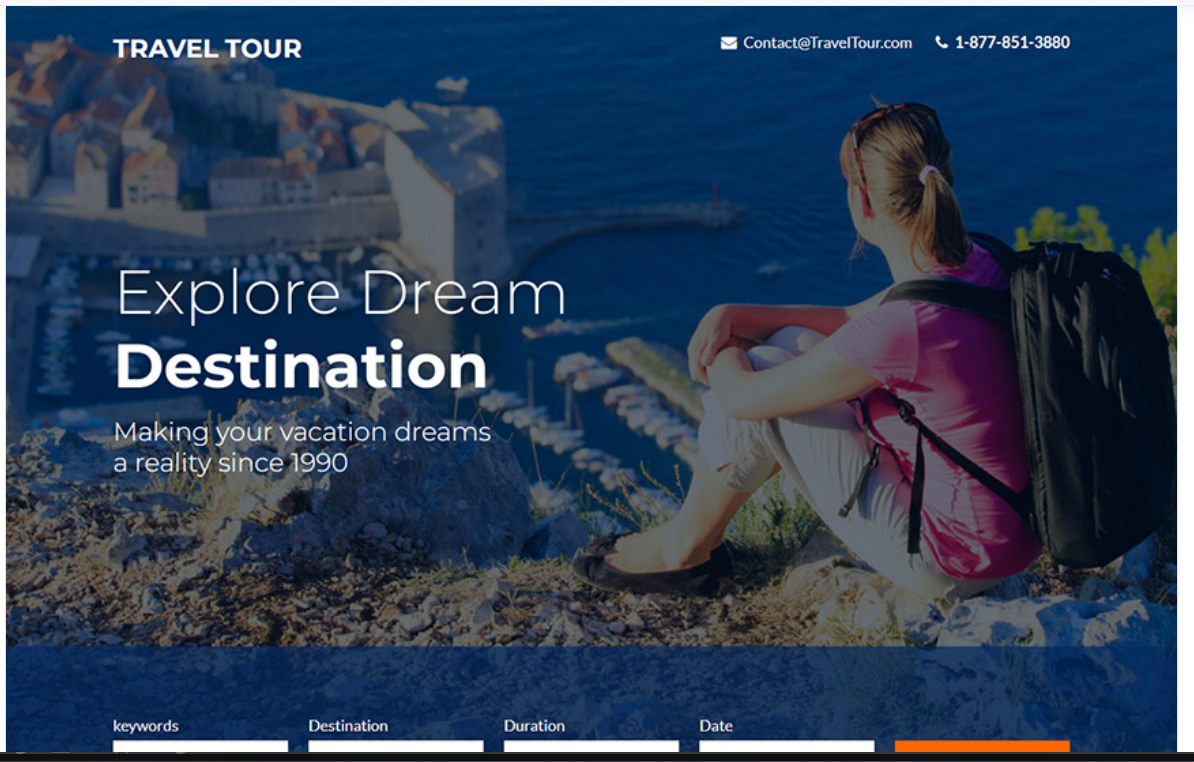 TRAVEL TOUR
Contact@TravelTour.com 1-877-851-3880
Explore Dream
Destination
Making your vacation dreams
a reality since 1990
keywords Destination Duration Date